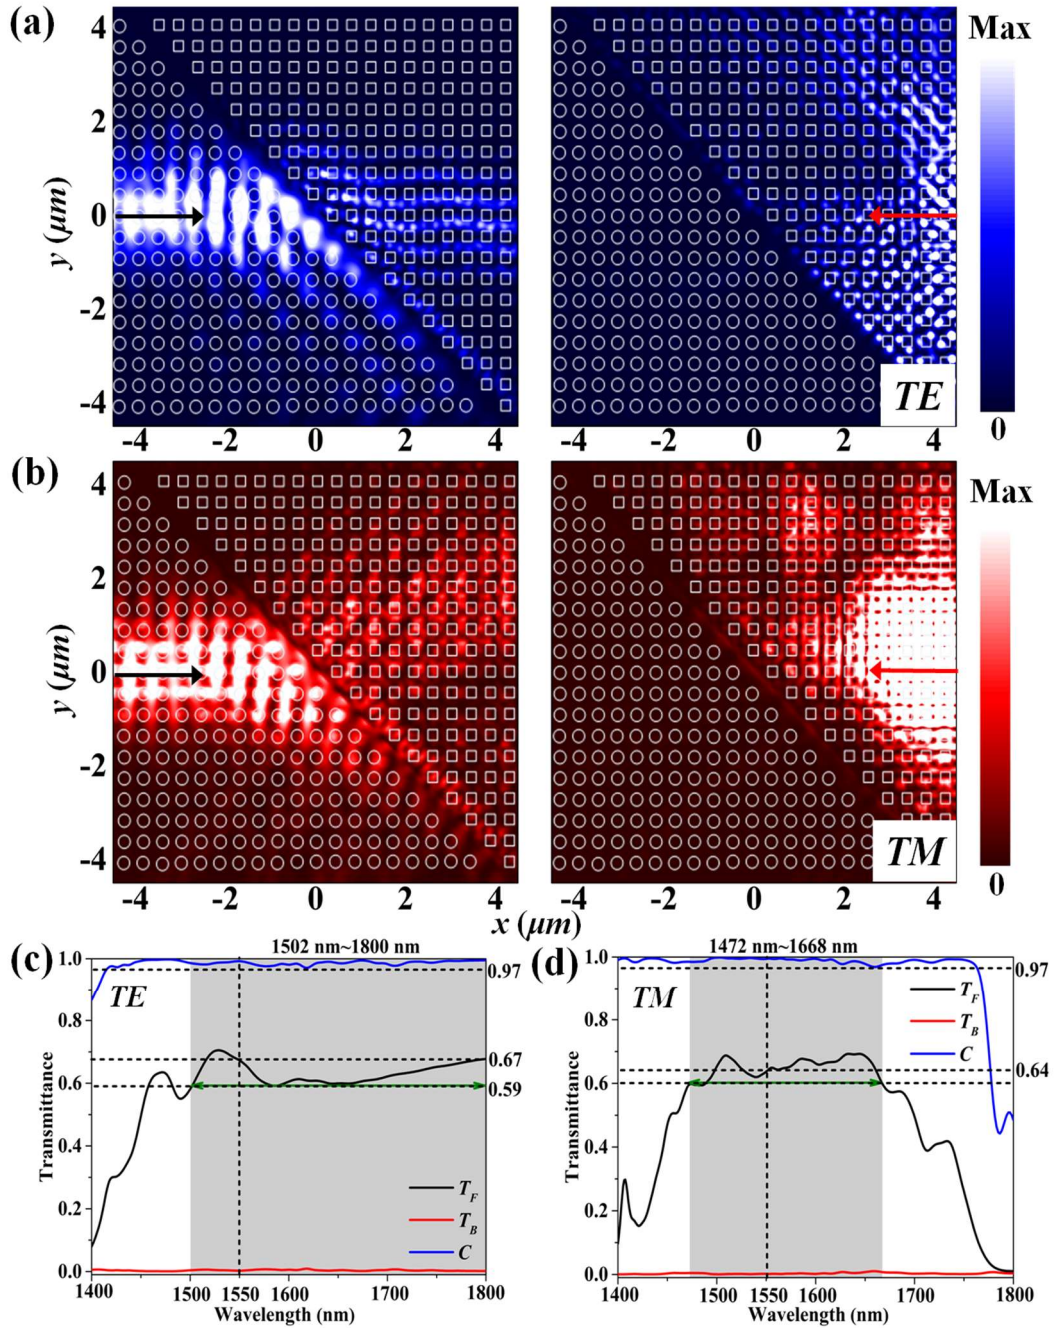 (a)
Max
4
2
0
-2
-4
y (μm)
TE
0
-4 -2 0 2 4
-4 -2 0 2 4
(b)
Max
4
2
0
-2
-4
y (μm)
TM
0
-4 -2 0 2 4
-4 -2 0 2 4
x (μm)
(c)
1502 nm~1800 nm
TE
1.0
0.8
0.6
0.4
0.2
0.0
Transmittance
0.97
0.67
0.59
T_F
T_B
C
1400 1500 1550 1600 1700 1800
Wavelength (nm)
(d)
1472 nm~1668 nm
TM
1.0
0.8
0.6
0.4
0.2
0.0
Transmittance
0.97
0.64
T_F
T_B
C
1400 1500 1550 1600 1700 1800
Wavelength (nm)